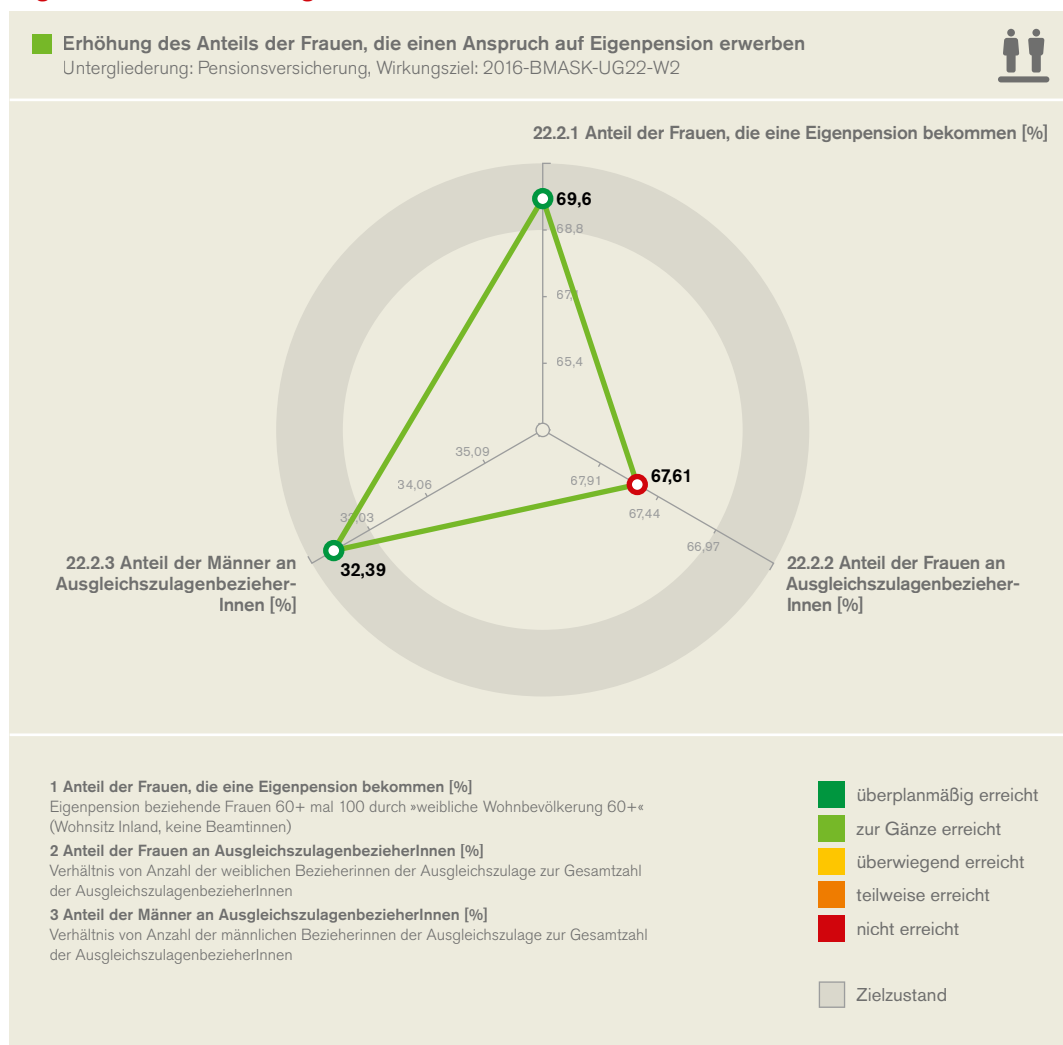 Erhöhung des Anteils der Frauen, die einen Anspruch auf Eigenpension erwerben
Untergliederung: Pensionsversicherung, Wirkungsziel: 2016-BMASK-UG22-W2
22.2.1 Anteil der Frauen, die eine Eigenpension bekommen [%]
69,6
68,8
65,4
35,09
67,91
67,61
34,06
67,44
33,03
66,97
32,39
22.2.3 Anteil der Männer an
Ausgleichszulagenbezieher-
Innen [%]
22.2.2 Anteil der Frauen an
AusgleichszulagenbezieherInnen [%]
1 Anteil der Frauen, die eine Eigenpension bekommen [%]
Eigenpension beziehende Frauen 60+ mal 100 durch »weibliche Wohnbevölkerung 60+«
(Wohnsitz Inland, keine Beamtinnen)
2 Anteil der Frauen an AusgleichszulagenbezieherInnen [%]
Verhältnis von Anzahl der weiblichen Bezieherinnen der Ausgleichszulage zur Gesamtzahl
der AusgleichszulagenbezieherInnen
3 Anteil der Männer an AusgleichszulagenbezieherInnen [%]
Verhältnis von Anzahl der männlichen Bezieherinnen der Ausgleichszulage zur Gesamtzahl
der AusgleichszulagenbezieherInnen
überplanmäßig erreicht
zur Gänze erreicht
überwiegend erreicht
teilweise erreicht
nicht erreicht
Zielzustand